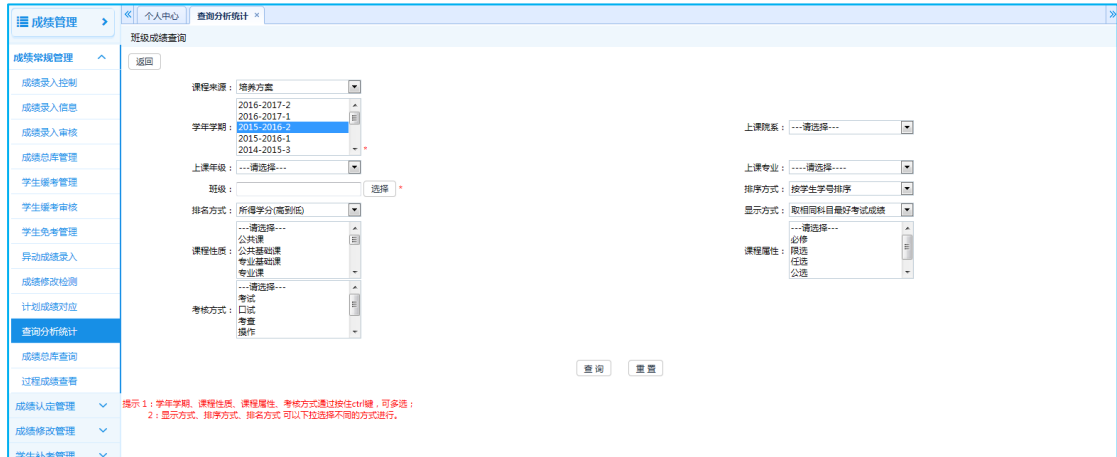 成绩管理
个人中心 查询分析统计 ×
班级成绩查询
成绩常规管理
返回
成绩录入控制
成绩录入信息
成绩录入审核
成绩总库管理
学生缓考管理
学生缓考审核
学生免考管理
异动成绩录入
成绩修改检测
计划成绩对应
查询分析统计
成绩总库查询
过程成绩查看
成绩认定管理
成绩修改管理
学生补考管理
课程来源： 培养方案
学年学期：
2016-2017-2
2016-2017-1
2015-2016-2
2015-2016-1
2014-2015-3
*
上课院系： ---请选择---
上课年级： ---请选择---
上课专业： ----请选择----
班级： 选择 *
排序方式： 按学生学号排序
排名方式： 所得学分(高到低)
显示方式： 取相同科目最好考试成绩
课程性质：
---请选择---
公共课
公共基础课
专业基础课
专业课
课程属性：
---请选择---
必修
限选
任选
公选
考核方式：
---请选择---
考试
口试
考查
操作
查 询 重 置
提示 1：学年学期、课程性质、课程属性、考核方式通过按住ctrl键，可多选；
2：显示方式、排序方式、排名方式 可以下拉选择不同的方式进行。